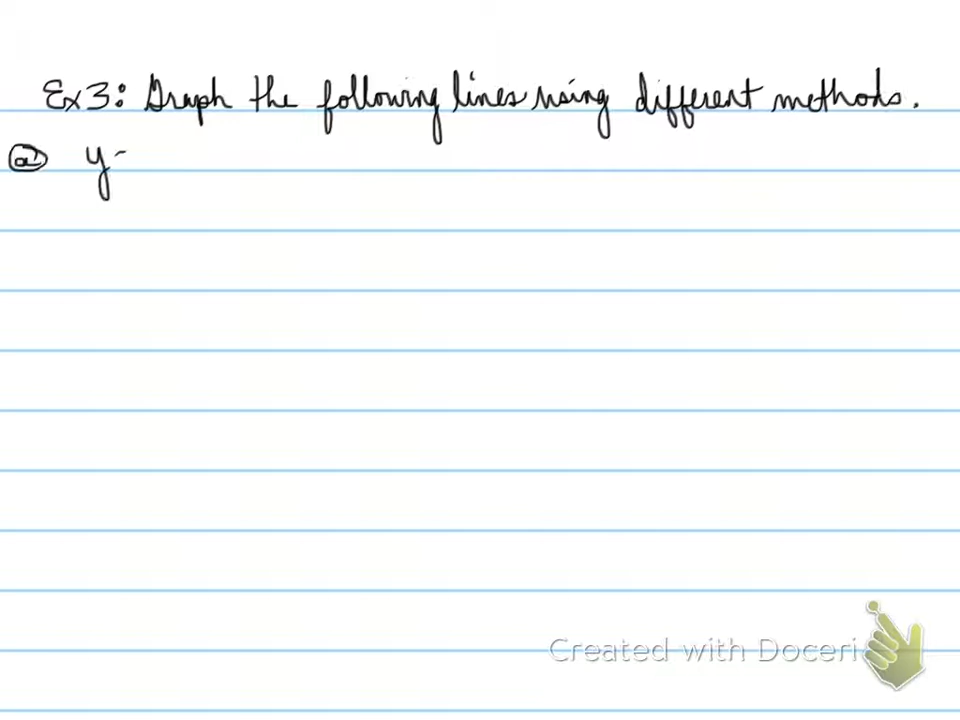 Ex3: Graph the following lines using different methods.
ⓐ y-
Created with Doceri